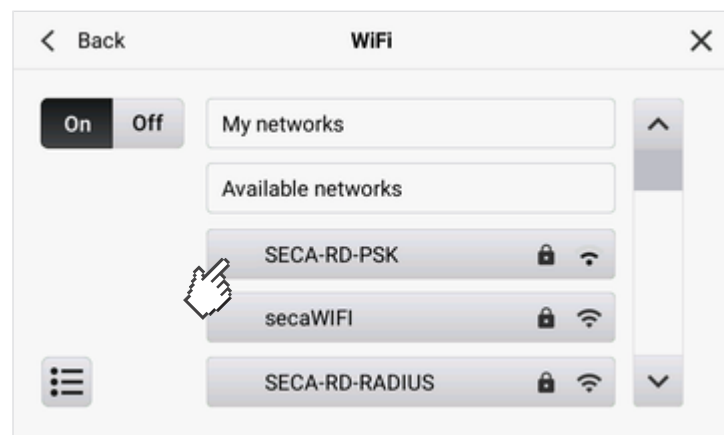 Back
WiFi
On
Off
My networks
Available networks
SECA-RD-PSK
secaWIFI
SECA-RD-RADIUS